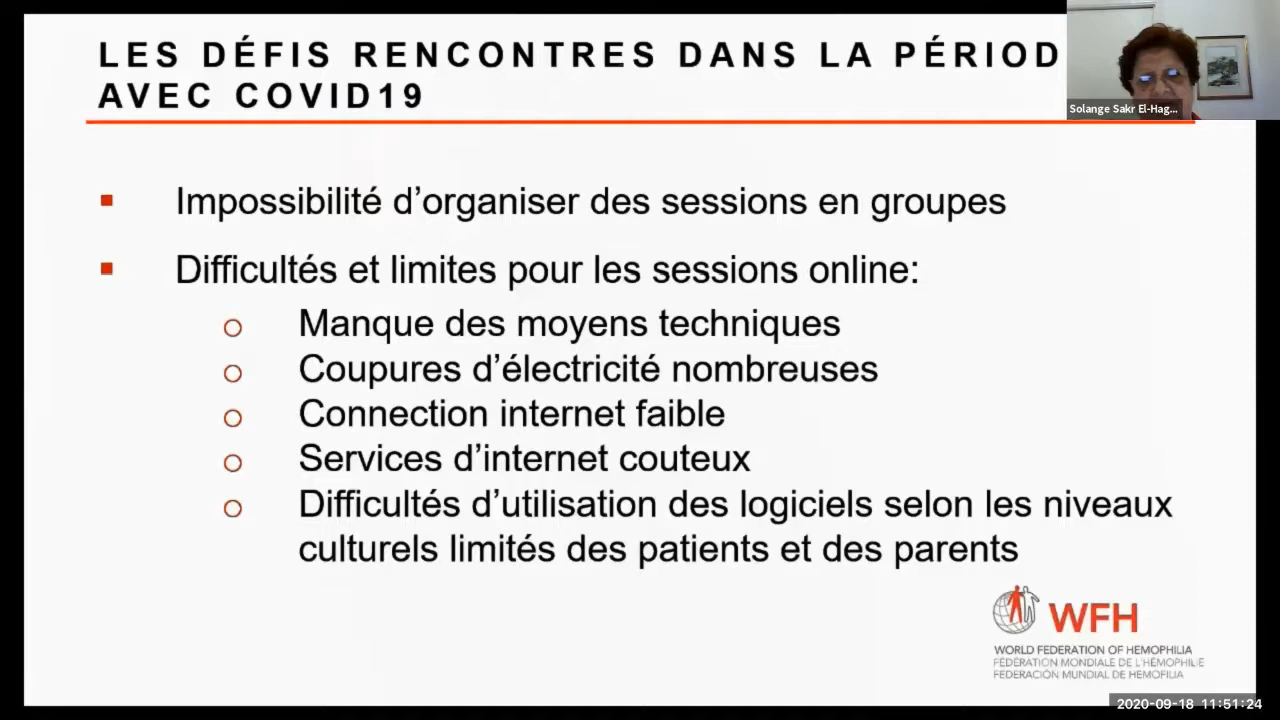 LES DÉFIS RENCONTRES DANS LA PÉRIOD
AVEC COVID19
Solange Sakr El-Hag...
Impossibilité d’organiser des sessions en groupes
Difficultés et limites pour les sessions online:
Manque des moyens techniques
Coupures d’électricité nombreuses
Connection internet faible
Services d’internet couteux
Difficultés d’utilisation des logiciels selon les niveaux
culturels limités des patients et des parents
WFH
WORLD FEDERATION OF HEMOPHILIA
FÉDÉRATION MONDIALE DE L'HÉMOPHILIE
FEDERACIÓN MUNDIAL DE HEMOFILIA
2020-09-18 11:51:24